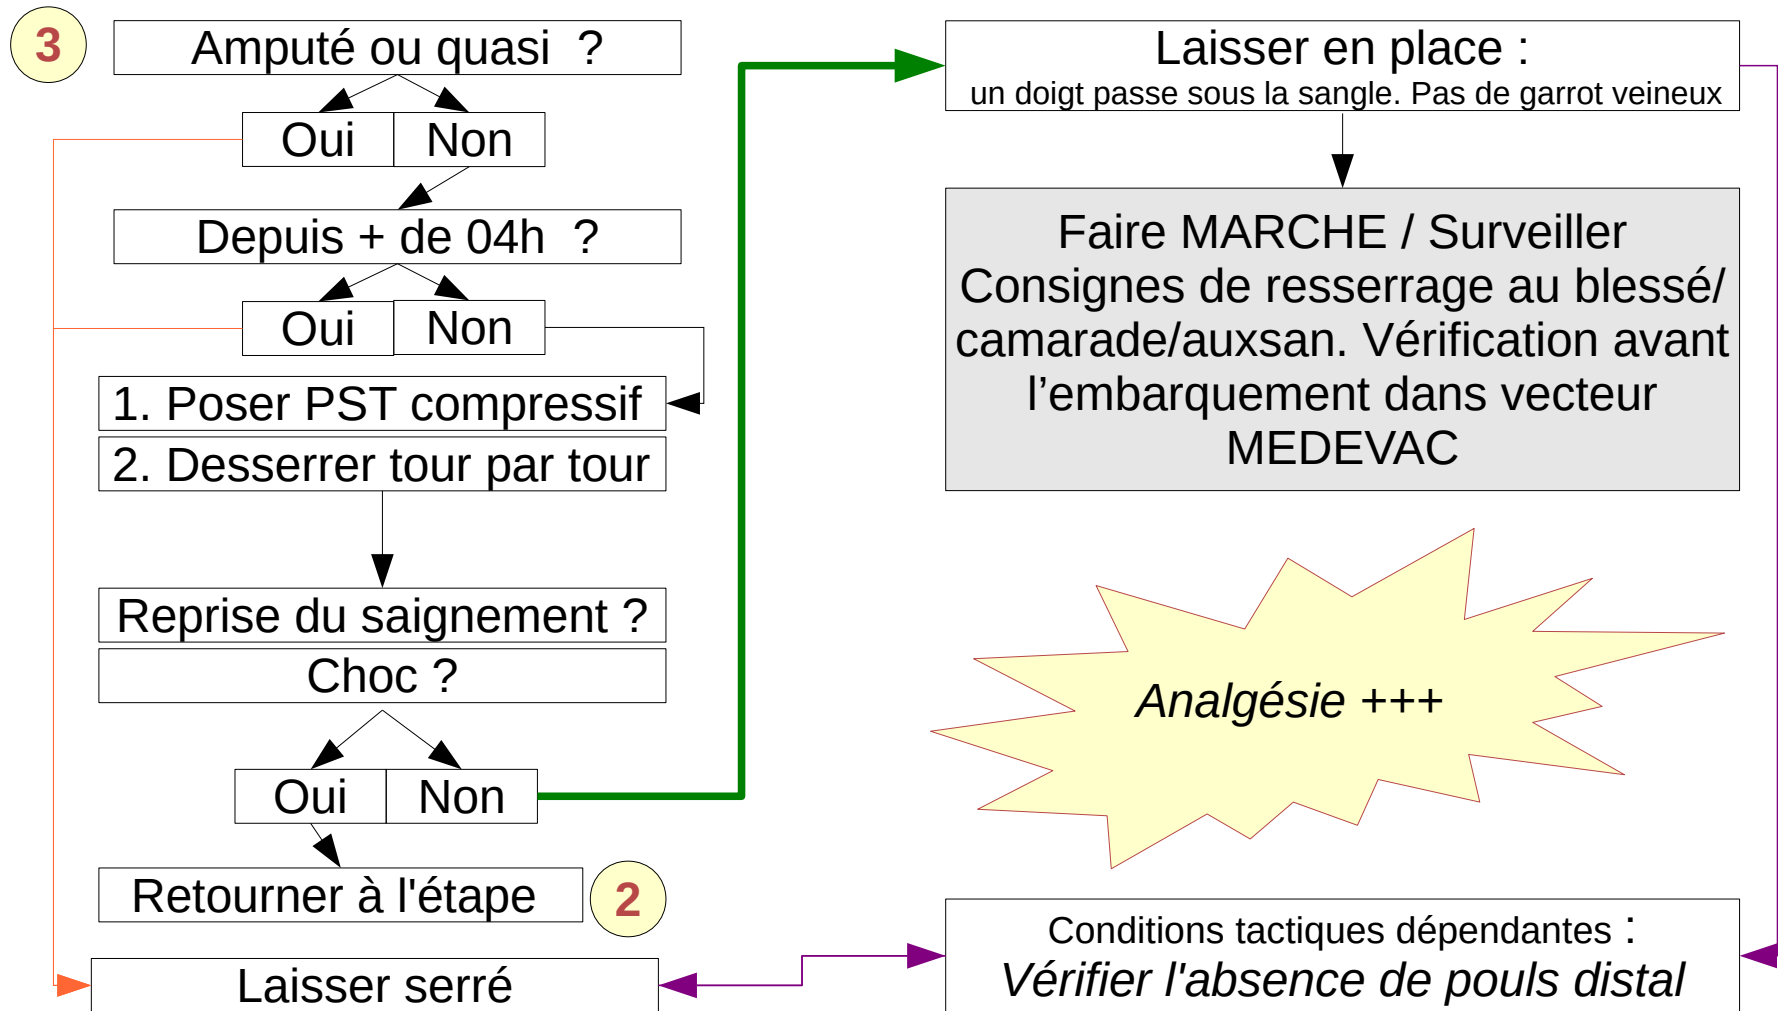 3
Amputé ou quasi ?
Oui
Non
Depuis + de 04h ?
Oui
Non
1. Poser PST compressif
2. Desserrer tour par tour
Reprise du saignement ?
Choc ?
Oui
Non
Retourner à l'étape
2
Laisser serré
Laisser en place :
un doigt passe sous la sangle. Pas de garrot veineux
Faire MARCHE / Surveiller
Consignes de resserrage au blessé/
camarade/auxsan. Vérification avant
l’embarquement dans vecteur
MEDEVAC
Analgésie +++
Conditions tactiques dépendantes :
Vérifier l'absence de pouls distal